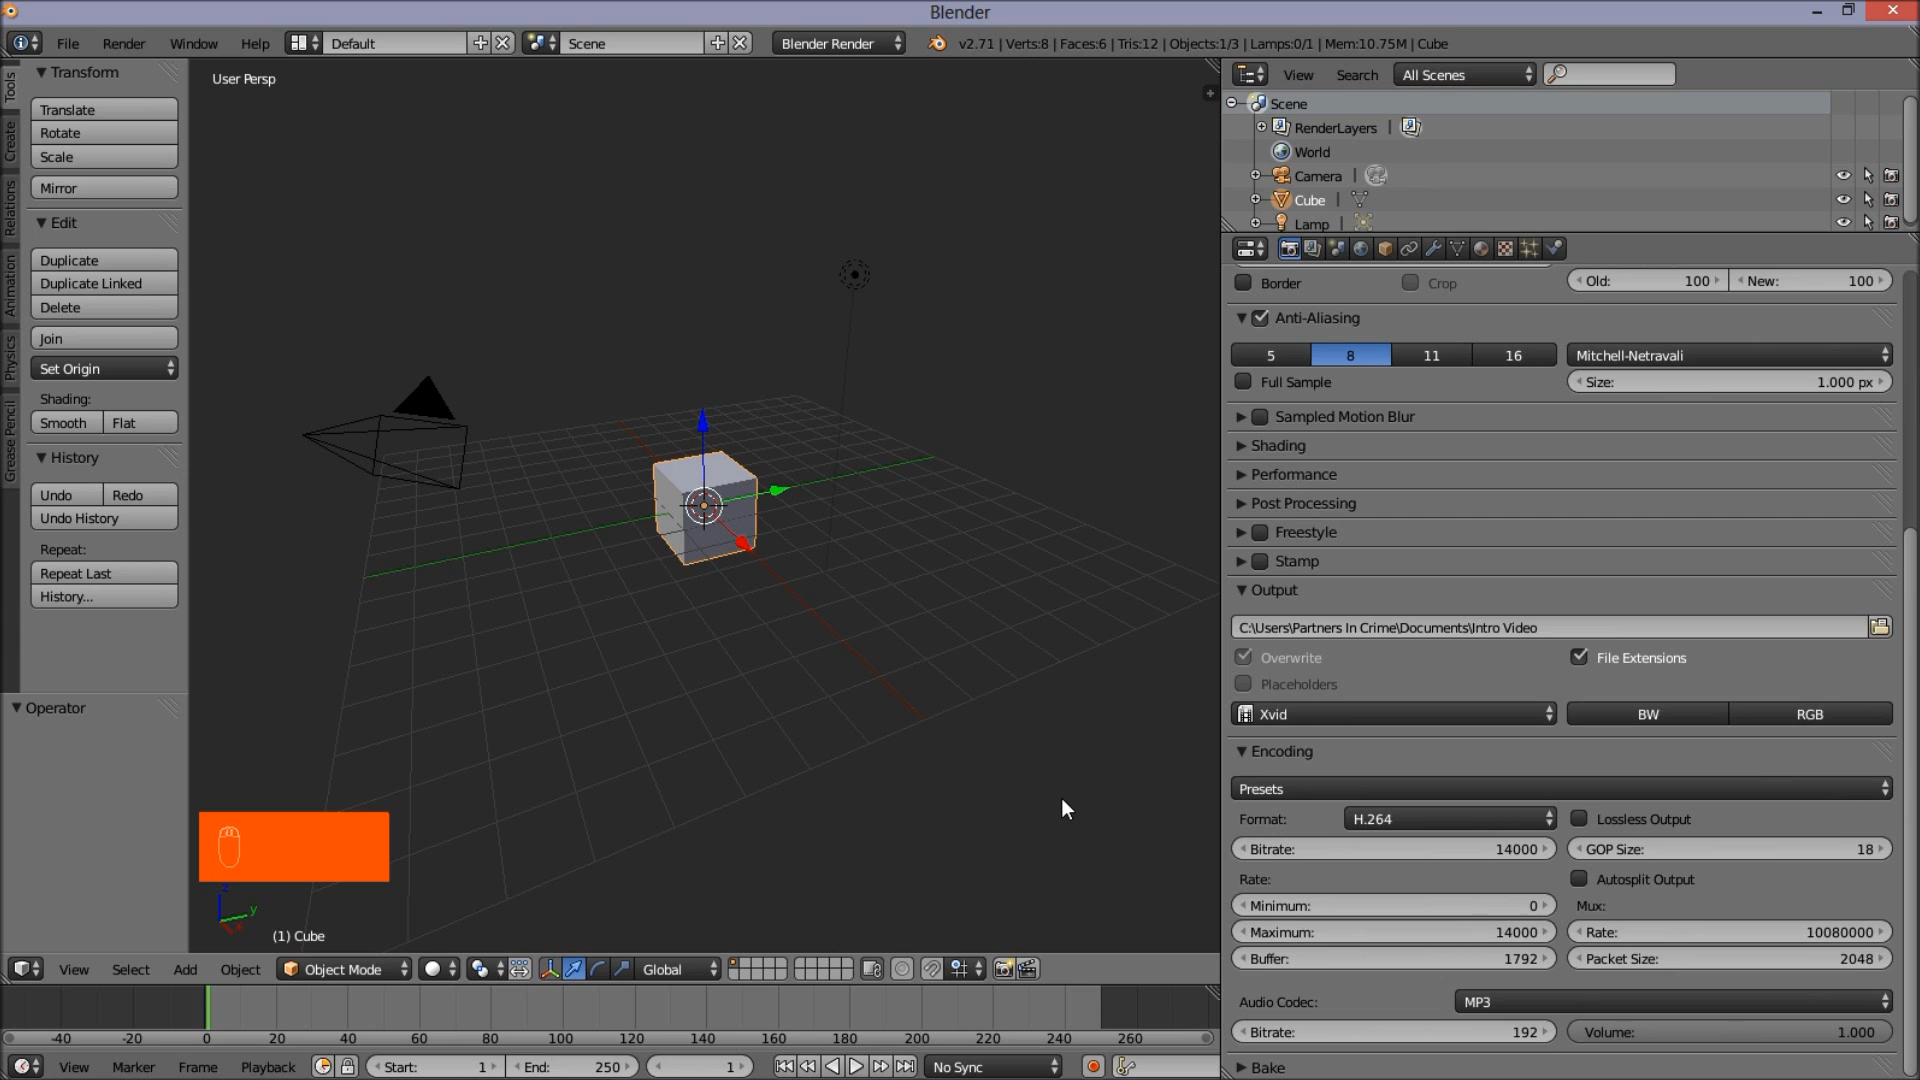 Blender
File Render Window Help Default Scene Blender Render v2.71 | Verts:8 | Faces:6 | Tris:12 | Objects:1/3 | Lamps:0/1 | Mem:10.75M | Cube
Tools
Create
Relations
Animation
Physics
Grease Pencil
Transform
Translate
Rotate
Scale
Mirror
Edit
Duplicate
Duplicate Linked
Delete
Join
Set Origin
Shading:
Smooth Flat
History
Undo Redo
Undo History
Repeat:
Repeat Last
History...
Operator
User Persp
z
y
(1) Cube
View Select Add Object Object Mode Global
-40 -20 0 20 40 60 80 100 120 140 160 180 200 220 240 260
View Marker Frame Playback Start: 1 End: 250 1 No Sync
View Search All Scenes
Scene
RenderLayers |
World
Camera |
Cube |
Lamp |
Border Crop Old: 100 New: 100
Anti-Aliasing
5 8 11 16 Mitchell-Netravali
Full Sample Size: 1.000 px
Sampled Motion Blur
Shading
Performance
Post Processing
Freestyle
Stamp
Output
C:\Users\Partners In Crime\Documents\Intro Video
Overwrite File Extensions
Placeholders
Xvid BW RGB
Encoding
Presets
Format: H.264 Lossless Output
Bitrate: 14000 GOP Size: 18
Rate: Autosplit Output
Minimum: 0 Mux:
Maximum: 14000 Rate: 10080000
Buffer: 1792 Packet Size: 2048
Audio Codec: MP3
Bitrate: 192 Volume: 1.000
Bake